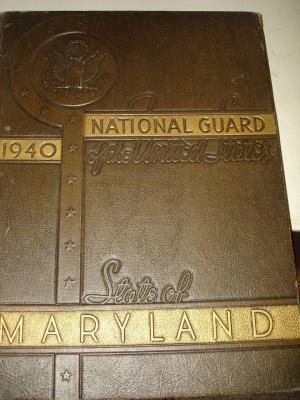 NATIONAL GUARD
1940
of the United States
State of
MARYLAND